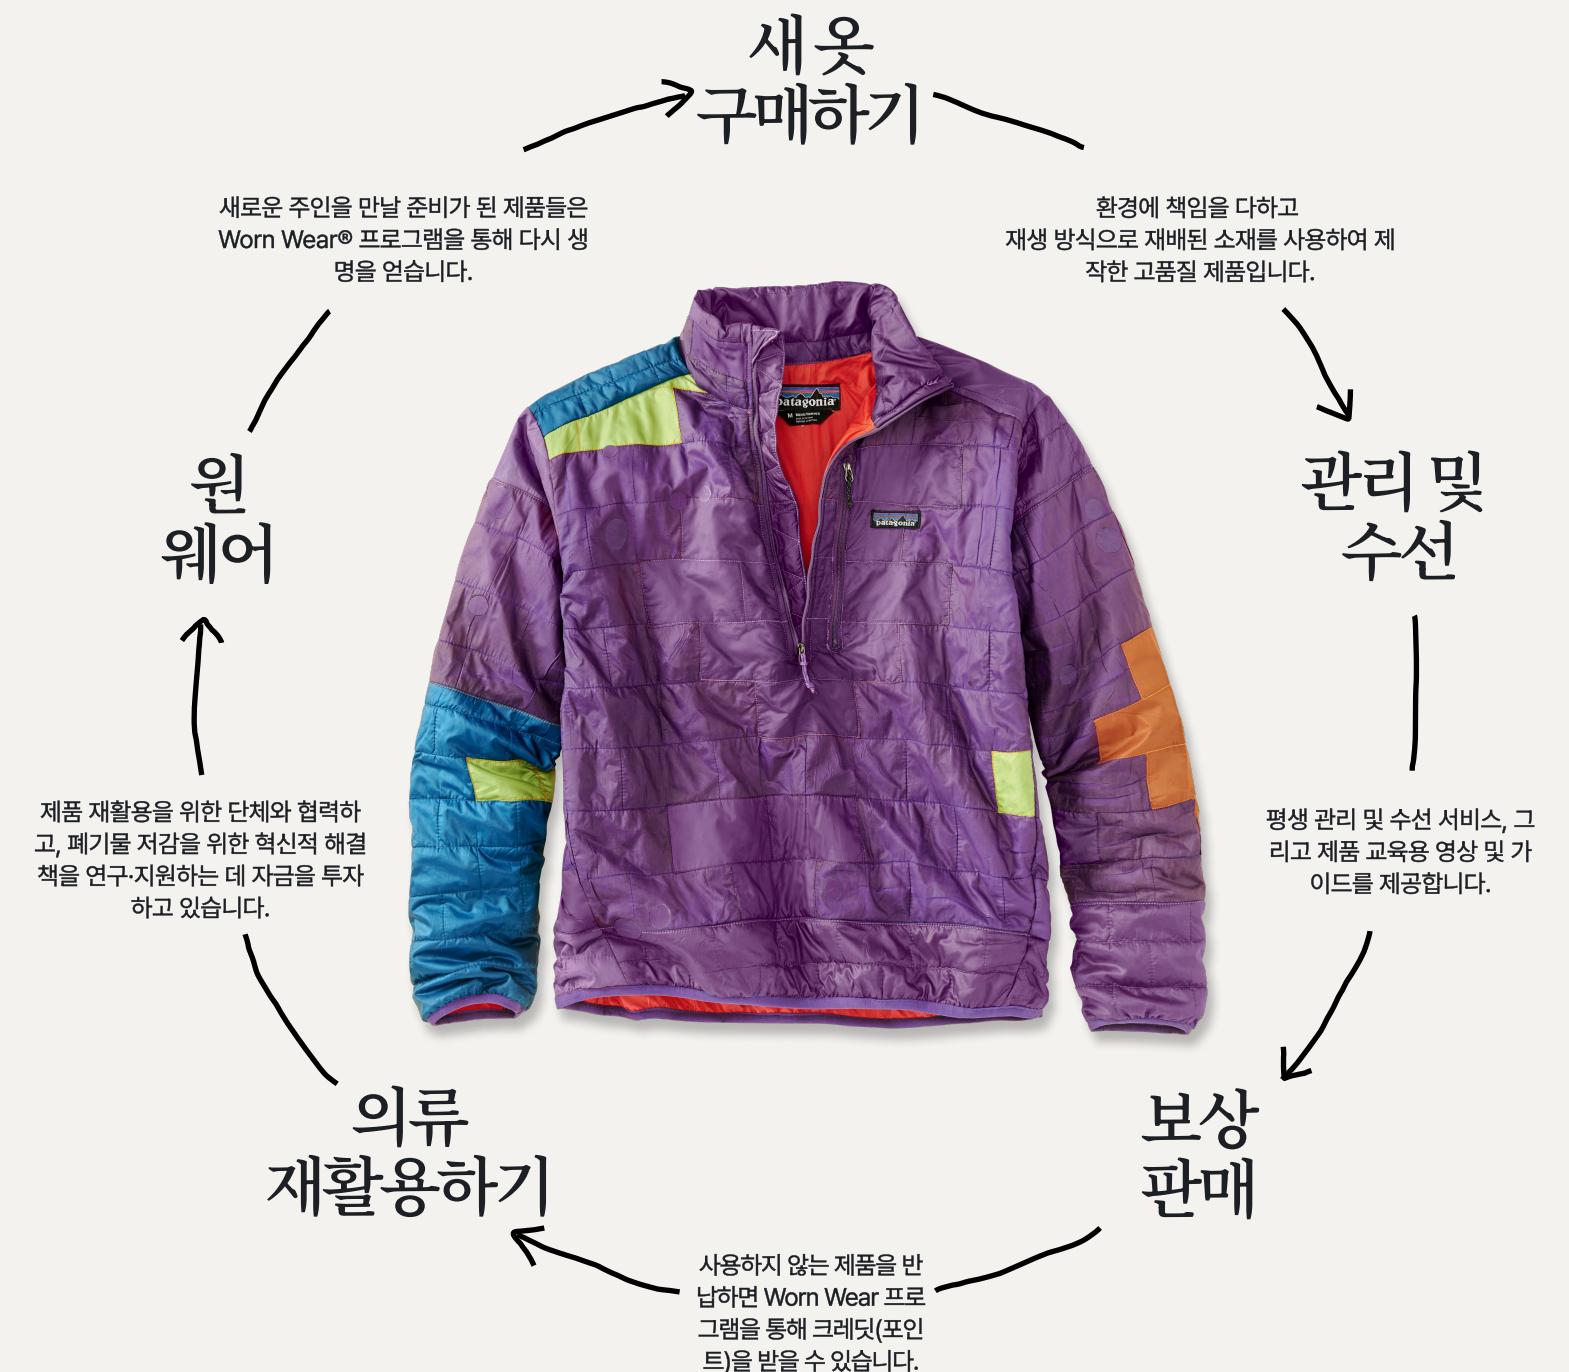 새 옷
구매하기
환경에 책임을 다하고
재생 방식으로 재배된 소재를 사용하여 제
작한 고품질 제품입니다.
관리 및
수선
평생 관리 및 수선 서비스, 그
리고 제품 교육용 영상 및 가
이드를 제공합니다.
보상
판매
사용하지 않는 제품을 반
납하면 Worn Wear 프로
그램을 통해 크레딧(포인
트)을 받을 수 있습니다.
의류
재활용하기
제품 재활용을 위한 단체와 협력하
고, 폐기물 저감을 위한 혁신적 해결
책을 연구·지원하는 데 자금을 투자
하고 있습니다.
원
웨어
새로운 주인을 만날 준비가 된 제품들은
Worn Wear® 프로그램을 통해 다시 생
명을 얻습니다.
patagonia
M
patagonia